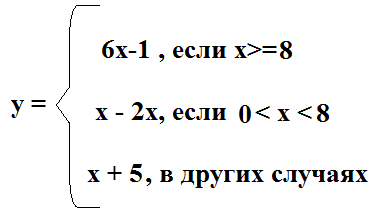 6x-1 , если x>=8
y =
x - 2x, если 0 < x < 8
x + 5, в других случаях